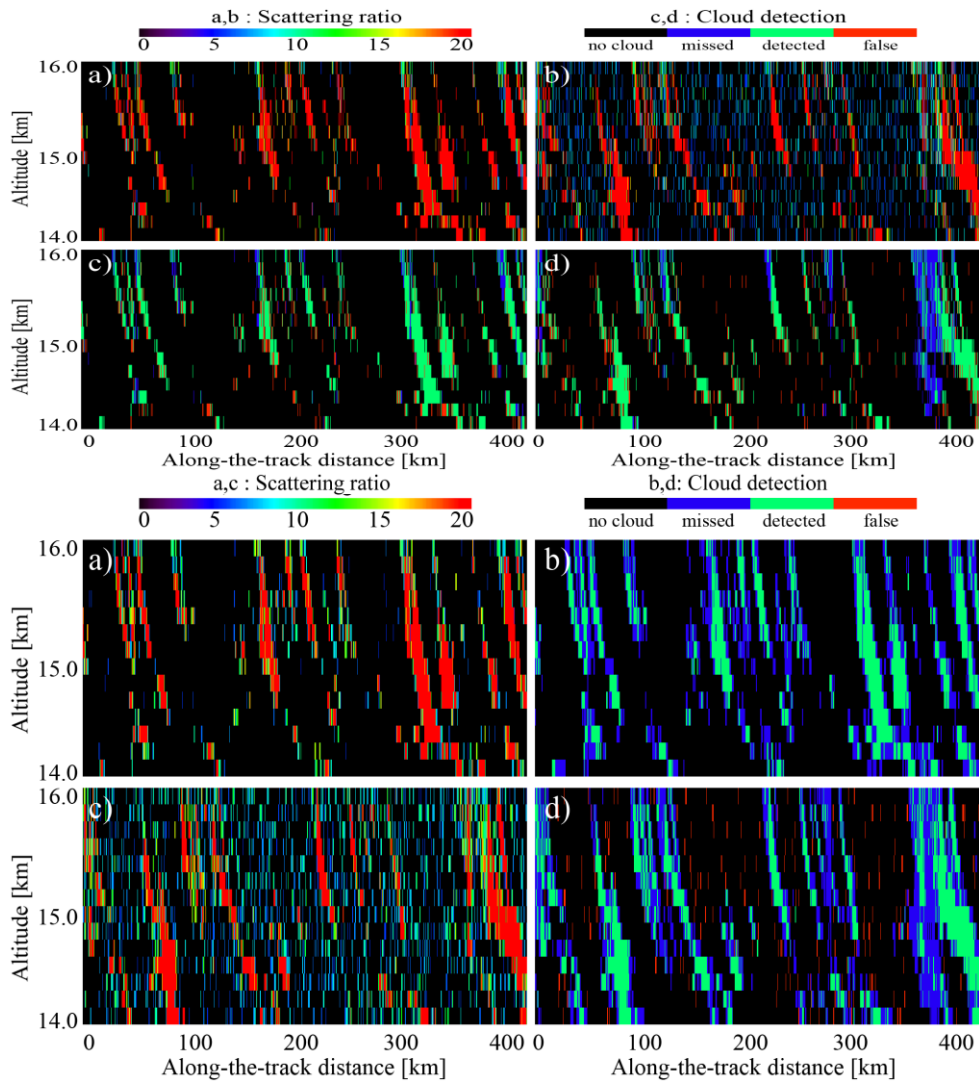 a,b : Scattering ratio
c,d : Cloud detection
0 5 10 15 20
no cloud missed detected false
a)
b)
16.0
15.0
14.0
Altitude [km]
c)
d)
16.0
15.0
14.0
Altitude [km]
0 100 200 300 400
0 100 200 300 400
Along-the-track distance [km]
Along-the-track distance [km]
a,c : Scattering ratio
b,d: Cloud detection
0 5 10 15 20
no cloud missed detected false
a)
b)
16.0
15.0
14.0
Altitude [km]
c)
d)
16.0
15.0
14.0
Altitude [km]
0 100 200 300 400
0 100 200 300 400
Along-the-track distance [km]
Along-the-track distance [km]